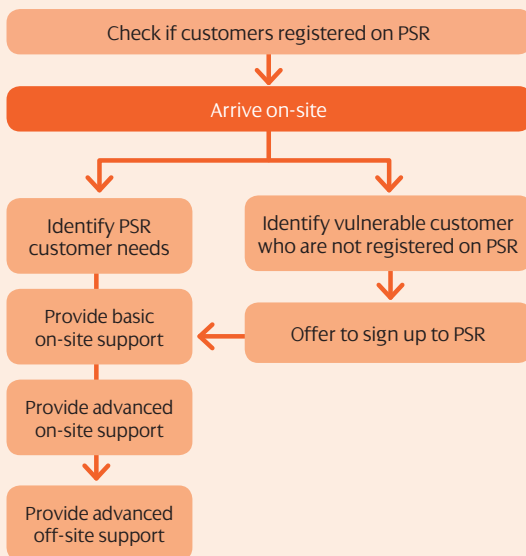 Check if customers registered on PSR
Arrive on-site
Identify PSR
customer needs
Identify vulnerable customer
who are not registered on PSR
Provide basic
on-site support
Offer to sign up to PSR
Provide advanced
on-site support
Provide advanced
off-site support